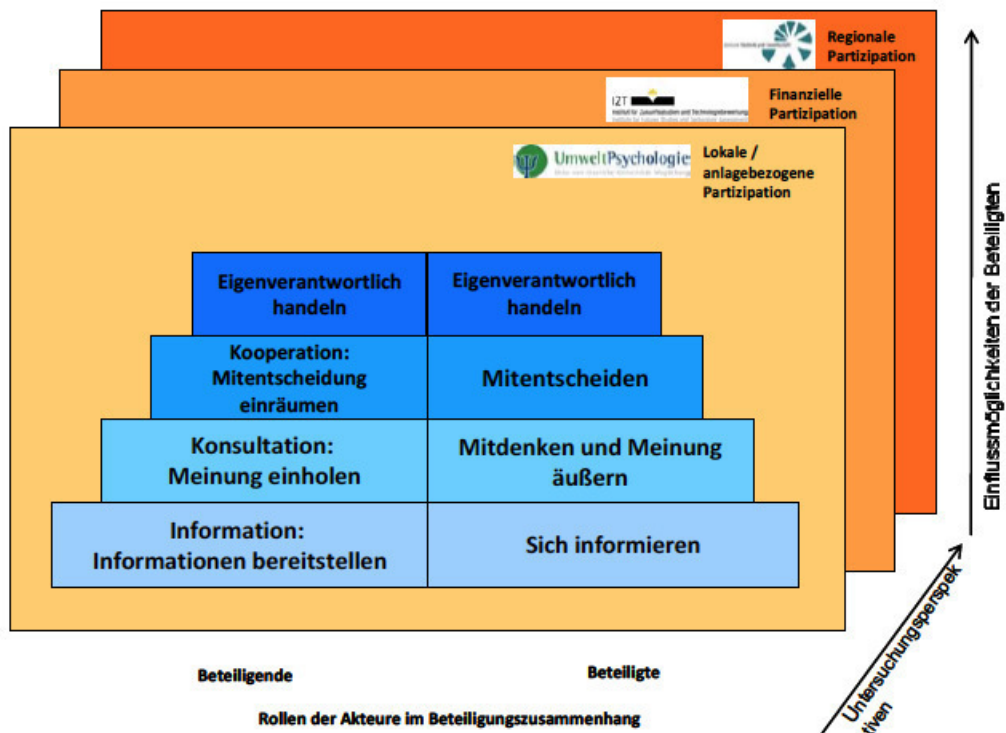 Regionale
Partizipation
IZT
Finanzielle
Partizipation
UmweltPsychologie
Lokale /
anlagebezogene
Partizipation
Eigenverantwortlich
handeln
Eigenverantwortlich
handeln
Kooperation:
Mitentscheidung
einräumen
Mitentscheiden
Konsultation:
Meinung einholen
Mitdenken und Meinung
äußern
Information:
Informationen bereitstellen
Sich informieren
Einflussmöglichkeiten der Beteiligten
Untersuchungsperspek
tiven
Beteiligende
Beteiligte
Rollen der Akteure im Beteiligungszusammenhang